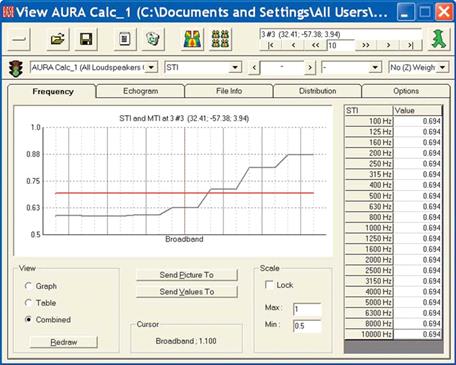 View AURA Calc_1 (C:\Documents and Settings\All Users\...
3 #3 (32.41; -57.38; 3.94)
>| < << 10 >> > >|
AURA Calc_1 (All Loudspeakers ( STI < - > - No (Z) Weigh
Frequency Echogram File Info Distribution Options
STI and MTI at 3 #3 (32.41; -57.38; 3.94)
1.0
0.88
0.75
0.63
0.5
Broadband
STI Value
100 Hz 0.694
125 Hz 0.694
160 Hz 0.694
200 Hz 0.694
250 Hz 0.694
315 Hz 0.694
400 Hz 0.694
500 Hz 0.694
630 Hz 0.694
800 Hz 0.694
1000 Hz 0.694
1250 Hz 0.694
1600 Hz 0.694
2000 Hz 0.694
2500 Hz 0.694
3150 Hz 0.694
4000 Hz 0.694
5000 Hz 0.694
6300 Hz 0.694
8000 Hz 0.694
10000 Hz 0.694
View
Graph
Table
Combined
Redraw
Send Picture To
Send Values To
Cursor
Broadband ; 1.100
Scale
Lock
Max : 1
Min : 0.5